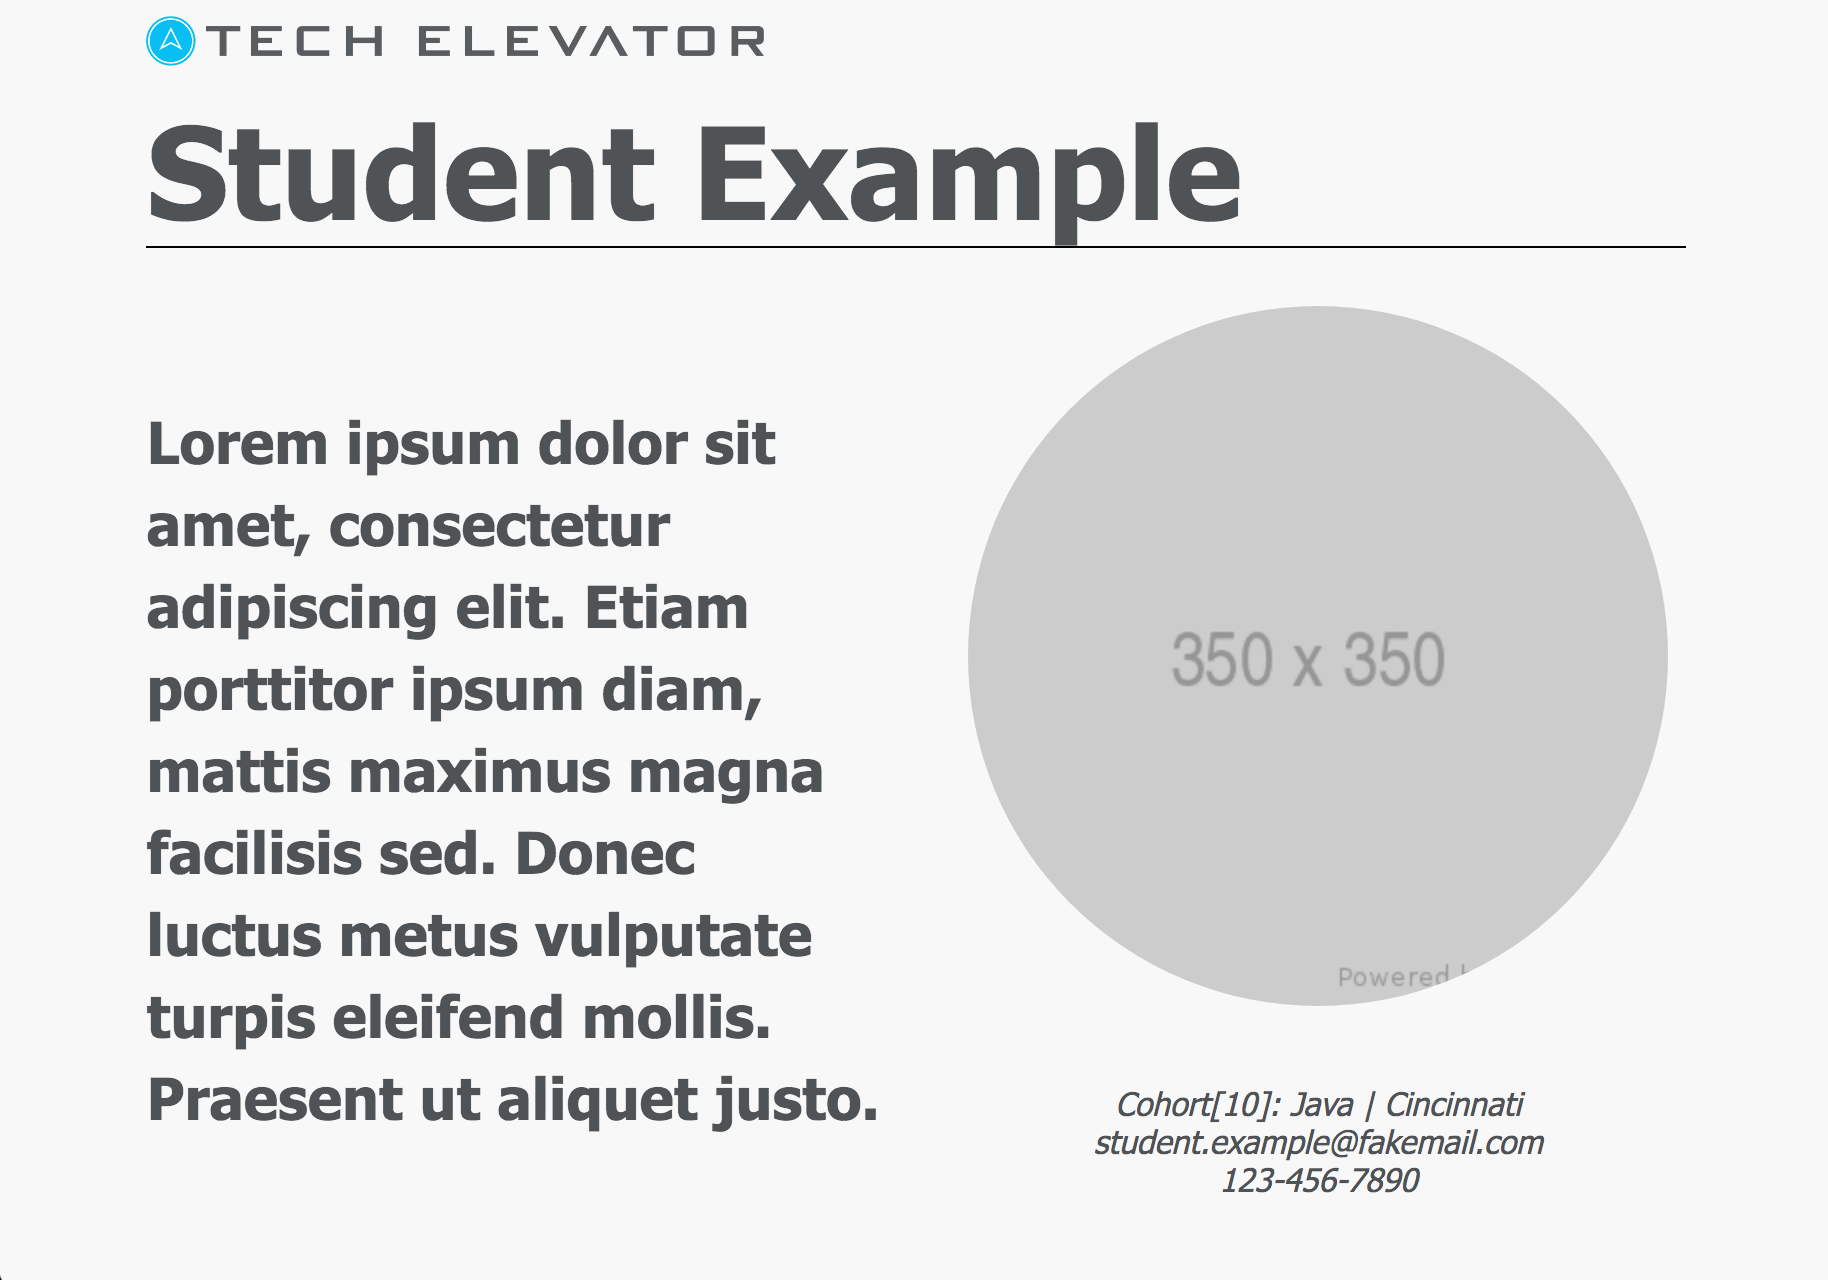 TECH ELEVATOR
Student Example
Lorem ipsum dolor sit
amet, consectetur
adipiscing elit. Etiam
porttitor ipsum diam,
mattis maximus magna
facilisis sed. Donec
luctus metus vulputate
turpis eleifend mollis.
Praesent ut aliquet justo.
350 x 350
Powered
Cohort[10]: Java | Cincinnati
student.example@fakemail.com
123-456-7890